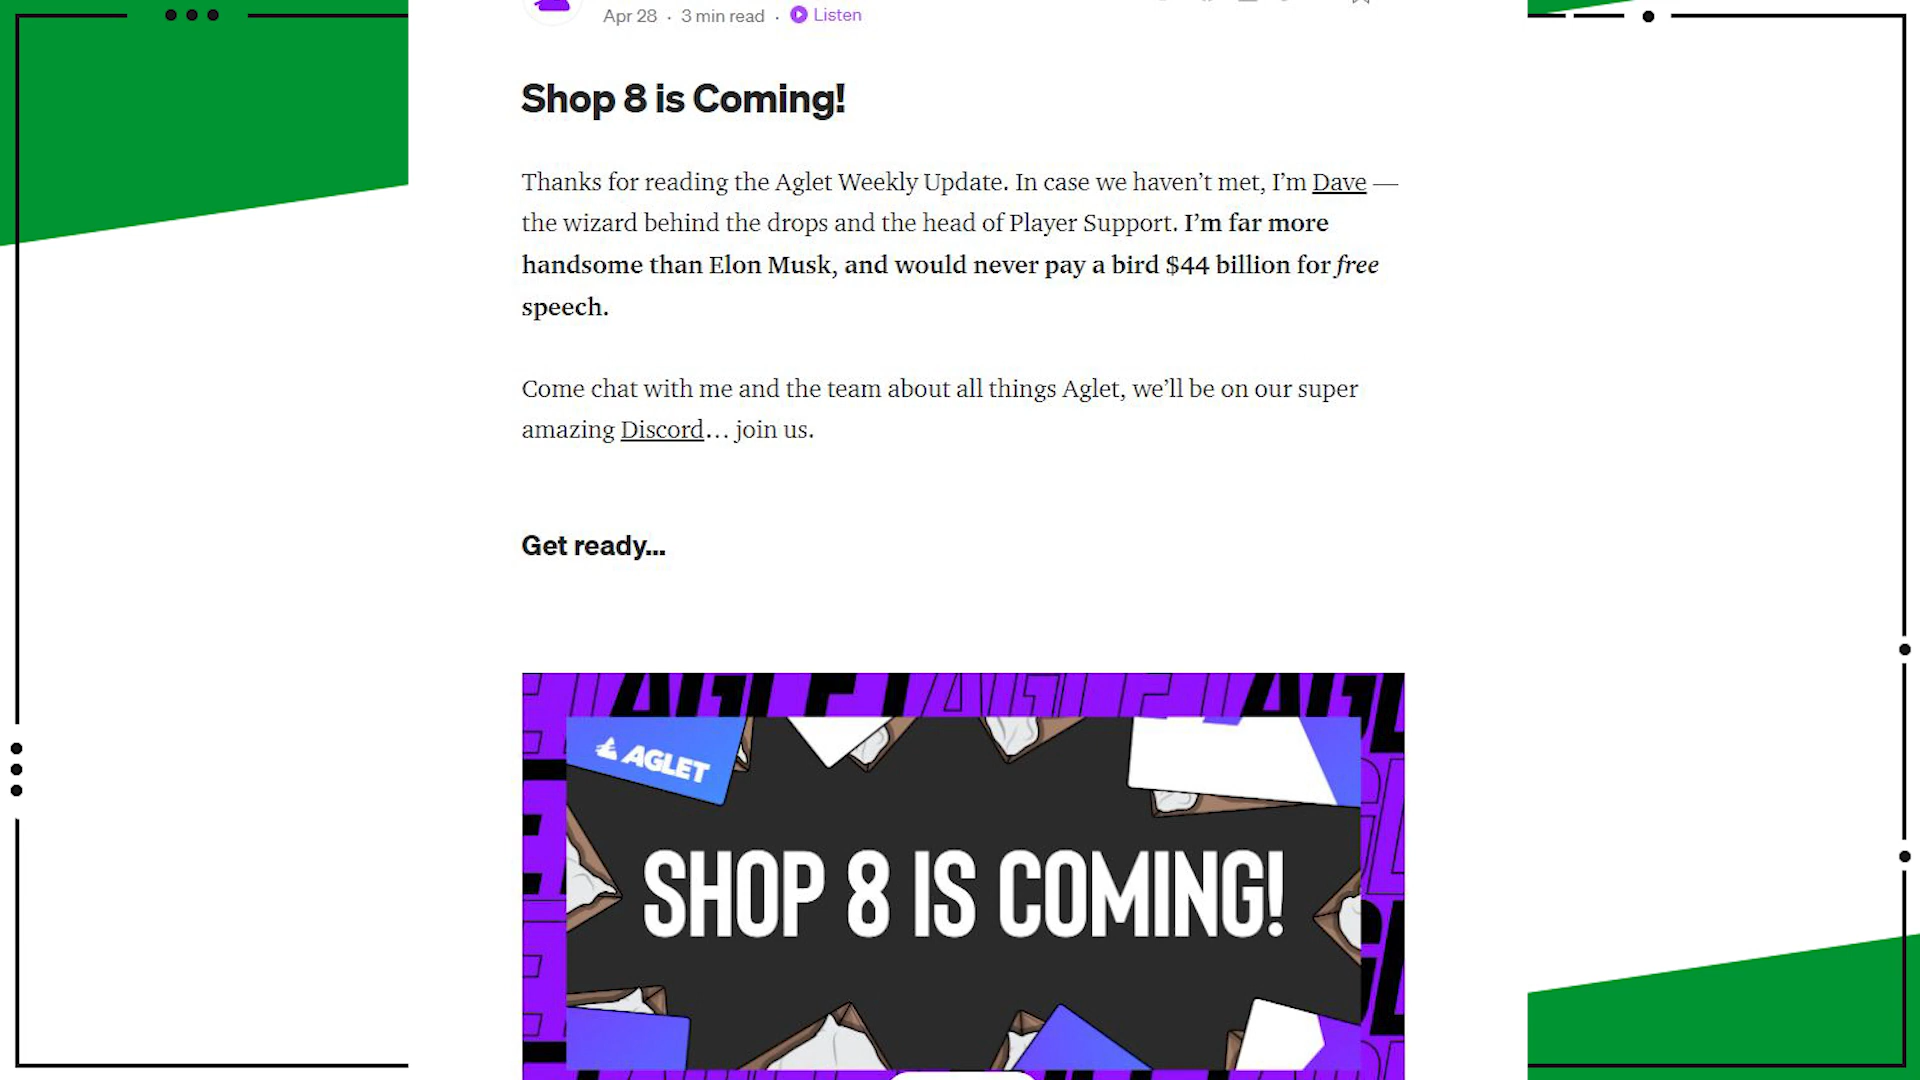 Apr 28 · 3 min read · Listen
Shop 8 is Coming!
Thanks for reading the Aglet Weekly Update. In case we haven’t met, I’m Dave —
the wizard behind the drops and the head of Player Support. I’m far more
handsome than Elon Musk, and would never pay a bird $44 billion for free
speech.
Come chat with me and the team about all things Aglet, we’ll be on our super
amazing Discord… join us.
Get ready…
AGLET AGLET AGL
AGLET
SHOP 8 IS COMING!